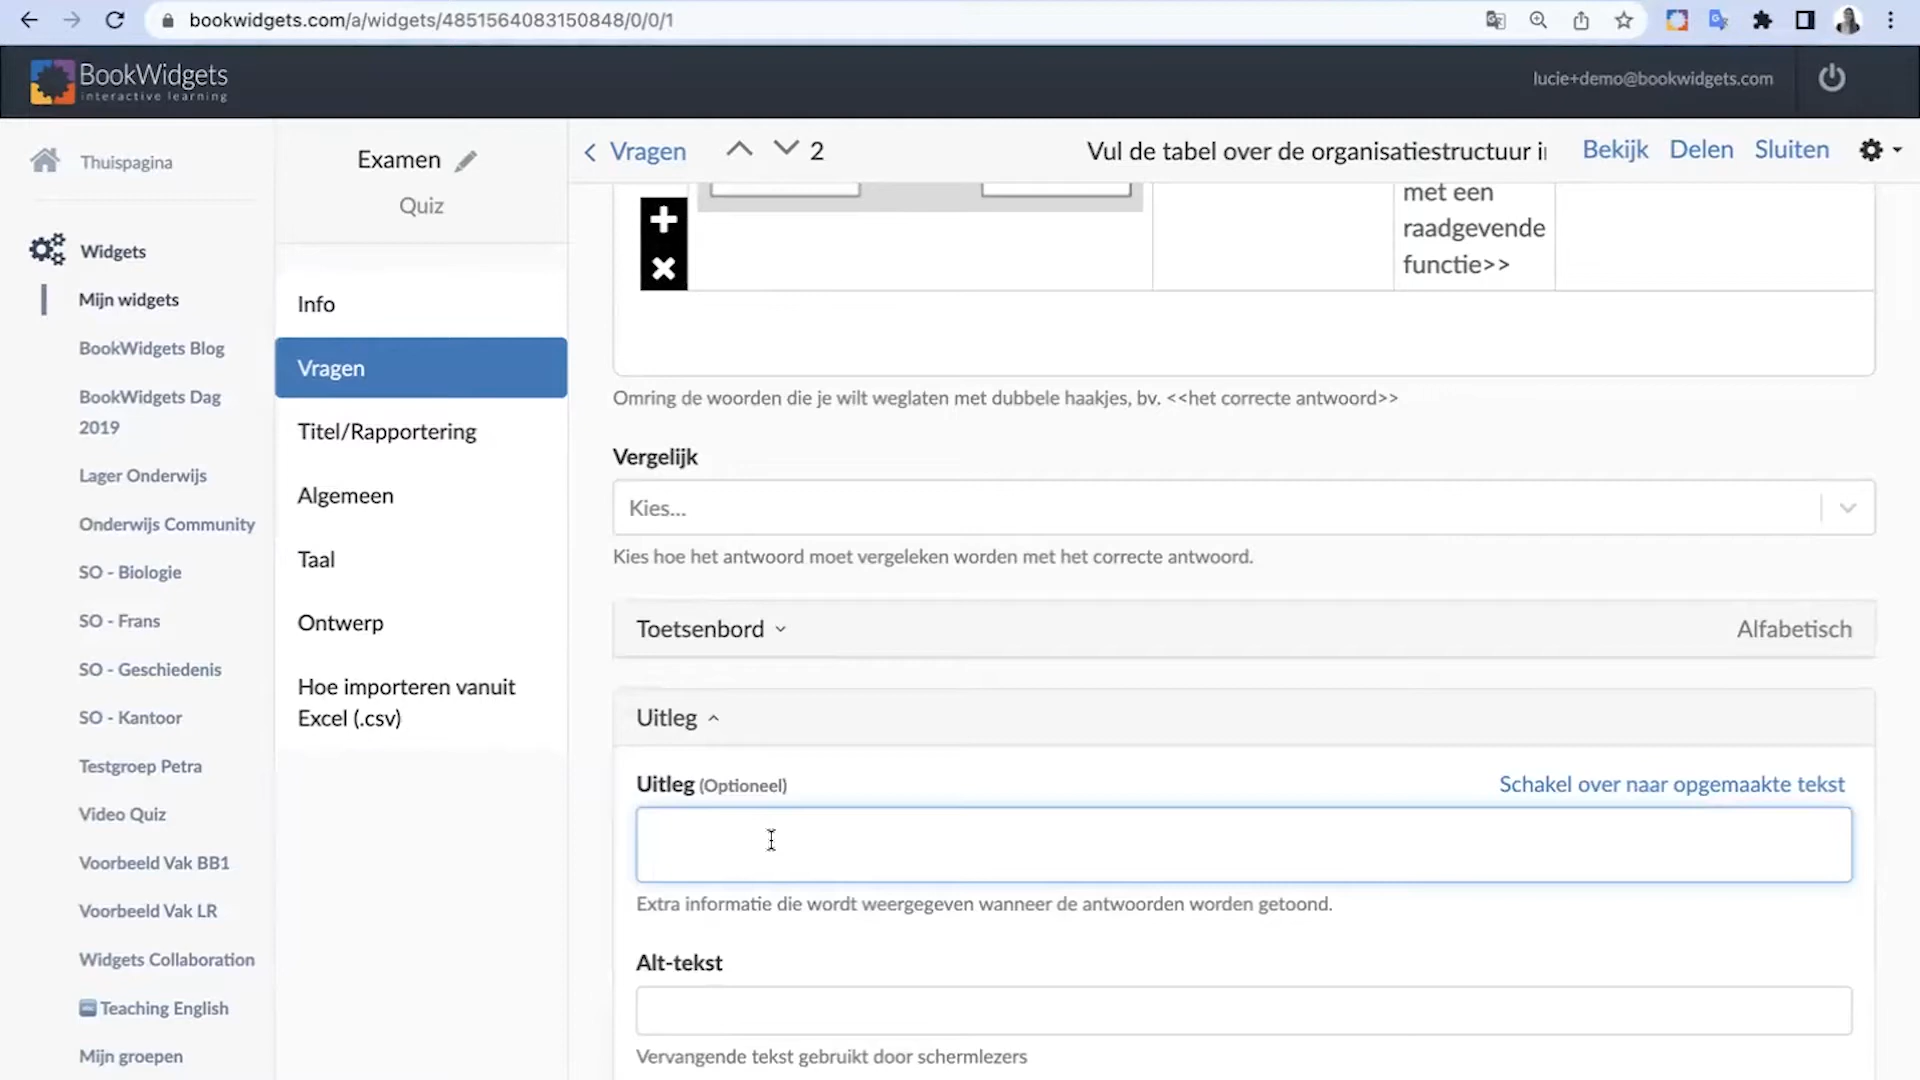 bookwidgets.com/a/widgets/4851564083150848/0/0/1
BookWidgets
interactive learning
lucie+demo@bookwidgets.com
Thuispagina
Widgets
Mijn widgets
BookWidgets Blog
BookWidgets Dag
2019
Lager Onderwijs
Onderwijs Community
SO - Biologie
SO - Frans
SO - Geschiedenis
SO - Kantoor
Testgroep Petra
Video Quiz
Voorbeeld Vak BB1
Voorbeeld Vak LR
Widgets Collaboration
Teaching English
Mijn groepen
Examen
Quiz
Info
Vragen
Titel/Rapportering
Algemeen
Taal
Ontwerp
Hoe importeren vanuit
Excel (.csv)
Vragen 2 Vul de tabel over de organisatiestructuur in Bekijk Delen Sluiten
met een
raadgevende
functie>>
Omring de woorden die je wilt weglaten met dubbele haakjes, bv. <<het correcte antwoord>>
Vergelijk
Kies...
Kies hoe het antwoord moet vergeleken worden met het correcte antwoord.
Toetsenbord Alfabetisch
Uitleg
Uitleg (Optioneel) Schakel over naar opgemaakte tekst
Extra informatie die wordt weergegeven wanneer de antwoorden worden getoond.
Alt-tekst
Vervangende tekst gebruikt door schermlezers